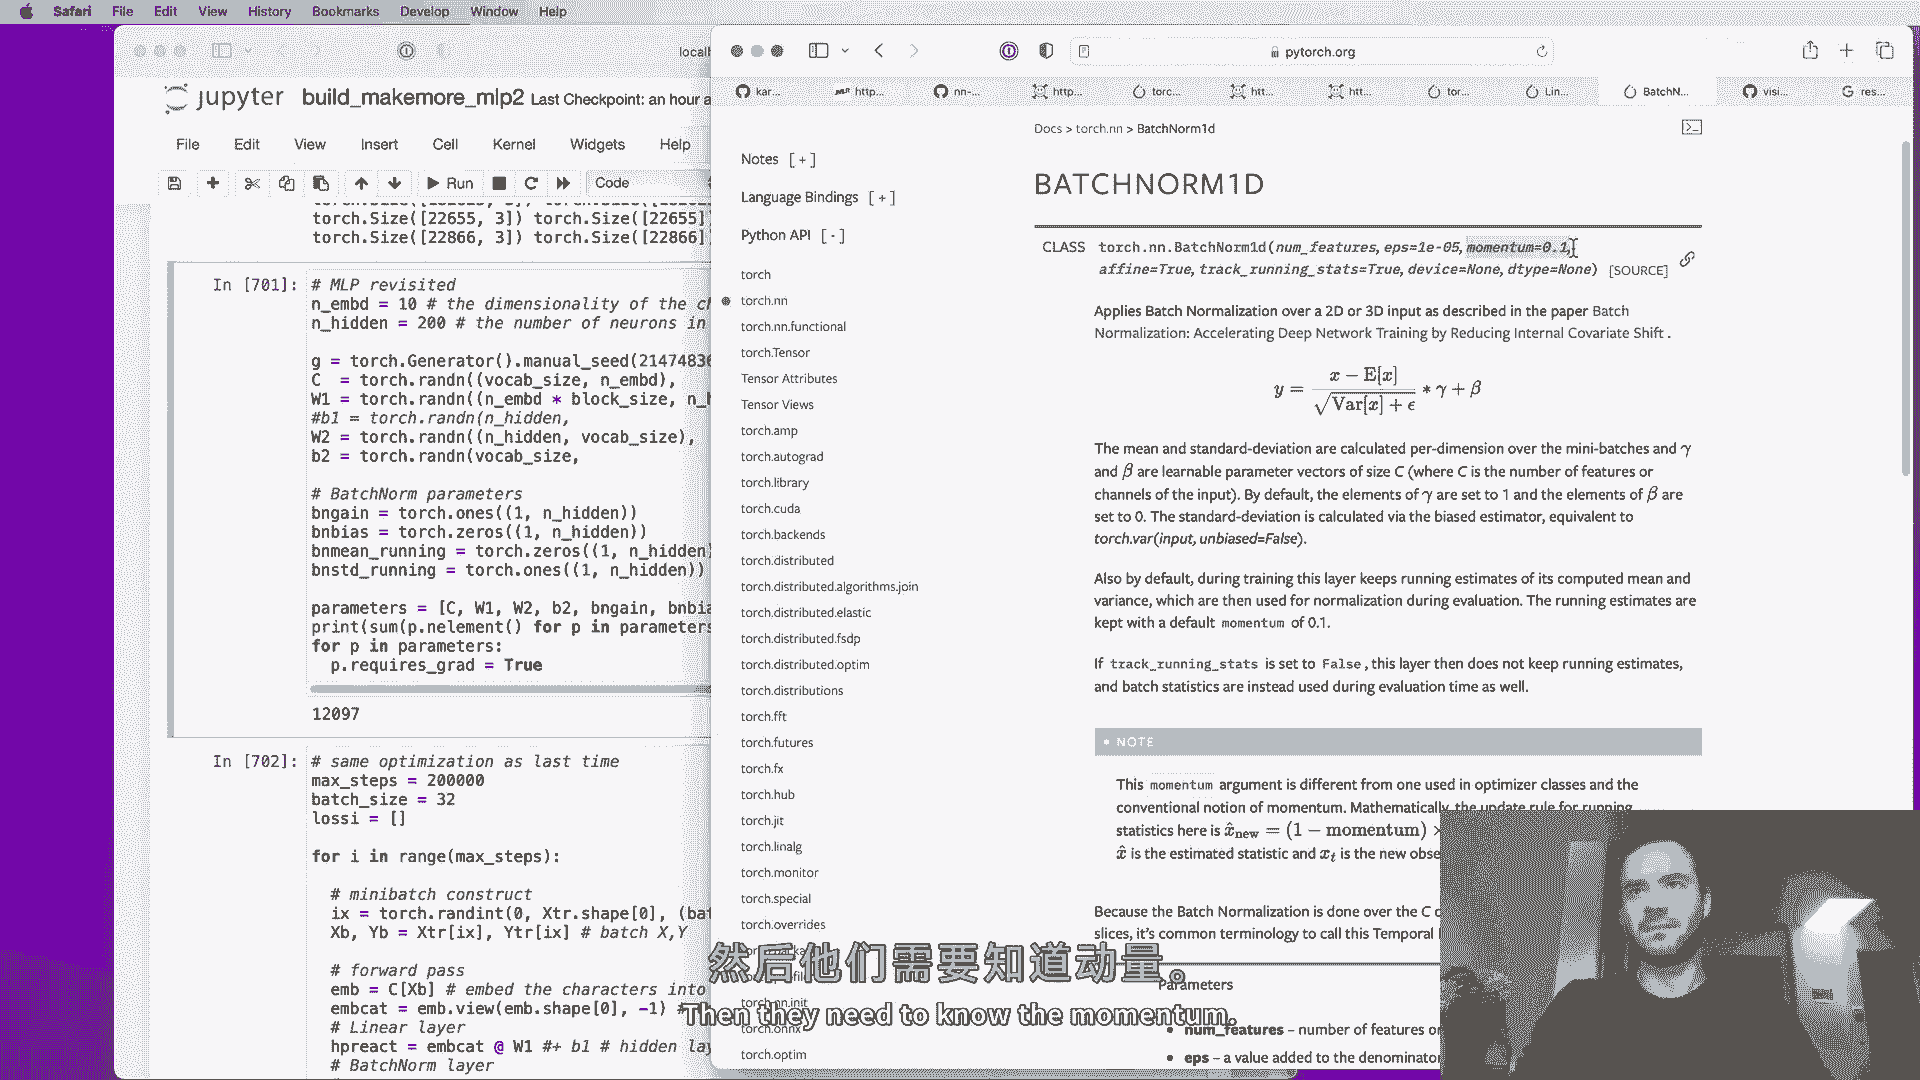 Safari File Edit View History Bookmarks Develop Window Help
localh
pytorch.org
kar... http... nn-... http... torc... htt... htt... tor... Lin... BatchN... visi... res...
jupyter build_makemore_mlp2 Last Checkpoint: an hour a
File Edit View Insert Cell Kernel Widgets Help
Run Code
torch.Size([22655, 3]) torch.Size([22655]
torch.Size([22866, 3]) torch.Size([22866]
In [701]: # MLP revisited
n_embd = 10 # the dimensionality of the ch
n_hidden = 200 # the number of neurons in
g = torch.Generator().manual_seed(21474836
C = torch.randn((vocab_size, n_embd),
W1 = torch.randn((n_embd * block_size, n_h
#b1 = torch.randn(n_hidden,
W2 = torch.randn((n_hidden, vocab_size),
b2 = torch.randn(vocab_size,
# BatchNorm parameters
bngain = torch.ones((1, n_hidden))
bnbias = torch.zeros((1, n_hidden))
bnmean_running = torch.zeros((1, n_hidden)
bnstd_running = torch.ones((1, n_hidden))
parameters = [C, W1, W2, b2, bngain, bnbia
print(sum(p.nelement() for p in parameters
for p in parameters:
p.requires_grad = True
12097
In [702]: # same optimization as last time
max_steps = 200000
batch_size = 32
lossi = []
for i in range(max_steps):
# minibatch construct
ix = torch.randint(0, Xtr.shape[0], (bat
Xb, Yb = Xtr[ix], Ytr[ix] # batch X,Y
# forward pass
emb = C[Xb] # embed the characters into
embcat = emb.view(emb.shape[0], -1) #
# Linear layer
hpreact = embcat @ W1 #+ b1 # hidden lay
# BatchNorm layer
Notes [ + ]
Language Bindings [ + ]
Python API [ - ]
torch
torch.nn
torch.nn.functional
torch.Tensor
Tensor Attributes
Tensor Views
torch.amp
torch.autograd
torch.library
torch.cuda
torch.backends
torch.distributed
torch.distributed.algorithms.join
torch.distributed.elastic
torch.distributed.fsdp
torch.distributed.optim
torch.distributions
torch.fft
torch.futures
torch.fx
torch.hub
torch.jit
torch.linalg
torch.monitor
torch.special
torch.overrides
torch.nn.init
torch.onnx
torch.optim
Docs > torch.nn > BatchNorm1d
BATCHNORM1D
CLASS torch.nn.BatchNorm1d(num_features, eps=1e-05, momentum=0.1,
affine=True, track_running_stats=True, device=None, dtype=None) [SOURCE]
Applies Batch Normalization over a 2D or 3D input as described in the paper Batch
Normalization: Accelerating Deep Network Training by Reducing Internal Covariate Shift .
y = (x − E[x]) / √(Var[x] + ϵ) * γ + β
The mean and standard-deviation are calculated per-dimension over the mini-batches and γ
and β are learnable parameter vectors of size C (where C is the number of features or
channels of the input). By default, the elements of γ are set to 1 and the elements of β are
set to 0. The standard-deviation is calculated via the biased estimator, equivalent to
torch.var(input, unbiased=False).
Also by default, during training this layer keeps running estimates of its computed mean and
variance, which are then used for normalization during evaluation. The running estimates are
kept with a default momentum of 0.1.
If track_running_stats is set to False, this layer then does not keep running estimates,
and batch statistics are instead used during evaluation time as well.
NOTE
This momentum argument is different from one used in optimizer classes and the
conventional notion of momentum. Mathematically, the update rule for running
statistics here is x̂new = (1 − momentum) ×
x̂ is the estimated statistic and xt is the new obse
Because the Batch Normalization is done over the C d
slices, it's common terminology to call this Temporal
Parameters
num_features – number of features or
eps – a value added to the denominator
然后他们需要知道动量。
Then they need to know the momentum.